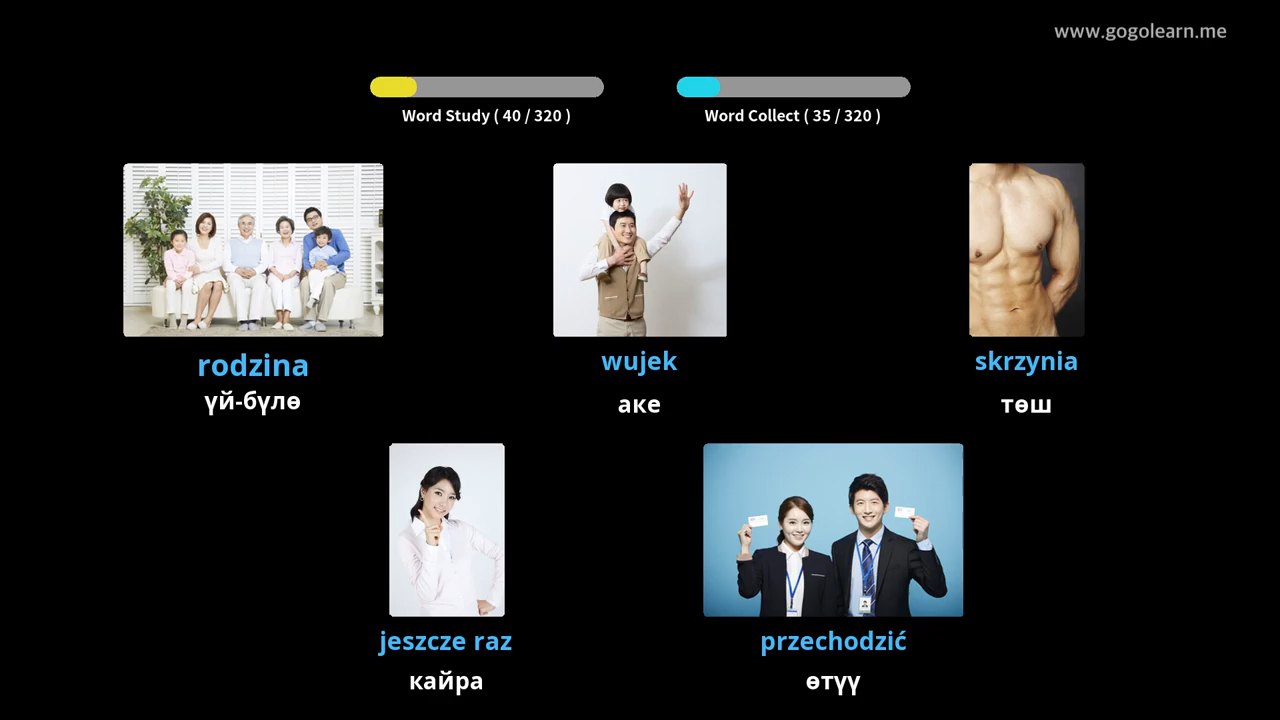 www.gogolearn.me
Word Study ( 40 / 320 )
Word Collect ( 35 / 320 )
rodzina
үй-бүлө
wujek
аке
skrzynia
төш
jeszcze raz
кайра
przechodzić
өтүү